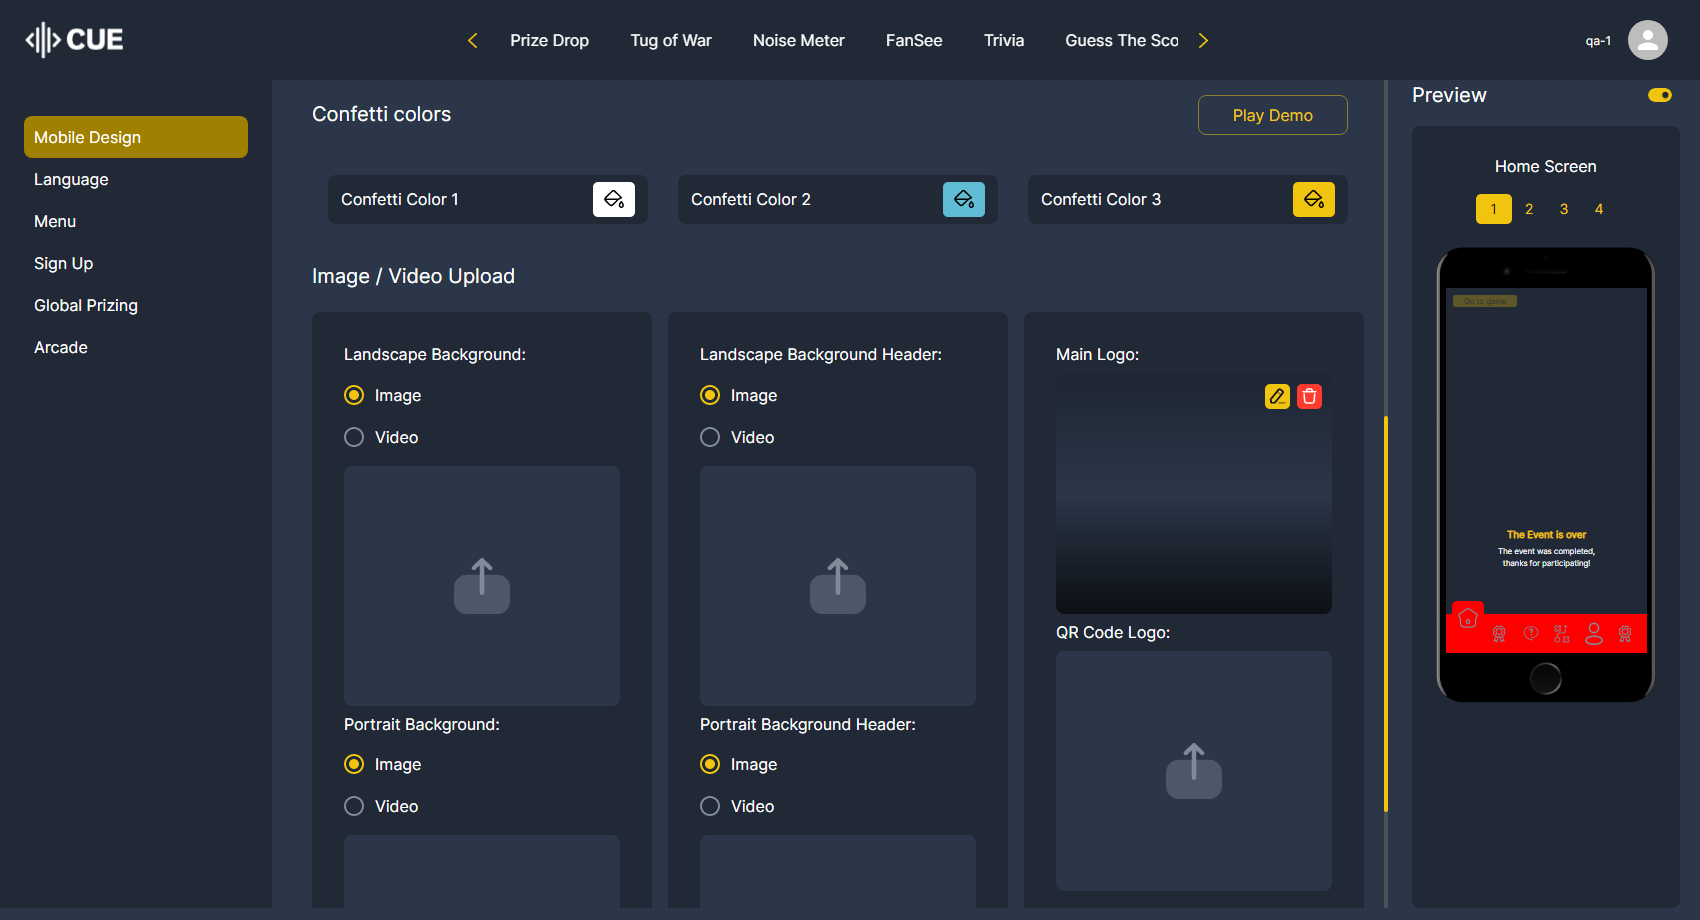 CUE
Prize Drop
Tug of War
Noise Meter
FanSee
Trivia
Guess The Sco
qa-1
Mobile Design
Language
Menu
Sign Up
Global Prizing
Arcade
Confetti colors
Play Demo
Confetti Color 1
Confetti Color 2
Confetti Color 3
Image / Video Upload
Landscape Background:
Image
Video
Portrait Background:
Image
Video
Landscape Background Header:
Image
Video
Portrait Background Header:
Image
Video
Main Logo:
QR Code Logo:
Preview
Home Screen
1 2 3 4
Go to game
The Event is over
The event was completed,
thanks for participating!